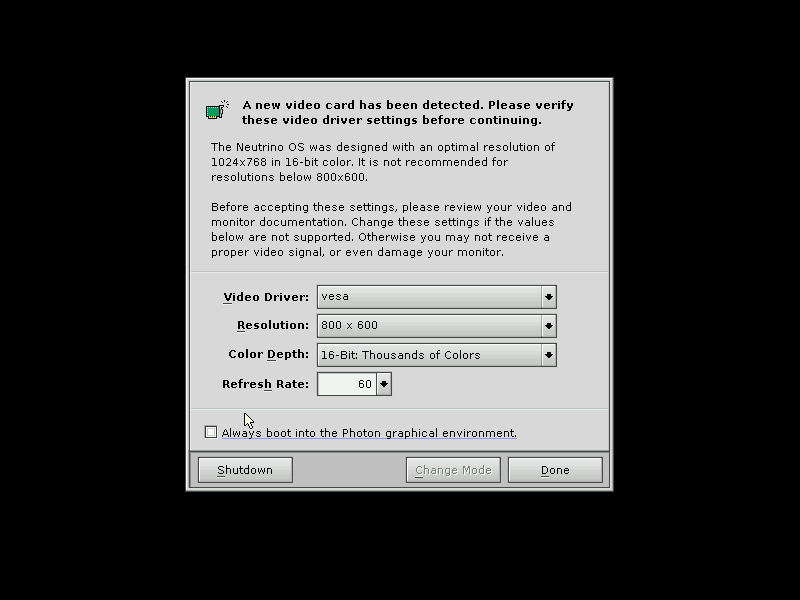 A new video card has been detected. Please verify
these video driver settings before continuing.
The Neutrino OS was designed with an optimal resolution of
1024x768 in 16-bit color. It is not recommended for
resolutions below 800x600.
Before accepting these settings, please review your video and
monitor documentation. Change these settings if the values
below are not supported. Otherwise you may not receive a
proper video signal, or even damage your monitor.
Video Driver: vesa
Resolution: 800 x 600
Color Depth: 16-Bit: Thousands of Colors
Refresh Rate: 60
Always boot into the Photon graphical environment.
Shutdown Change Mode Done